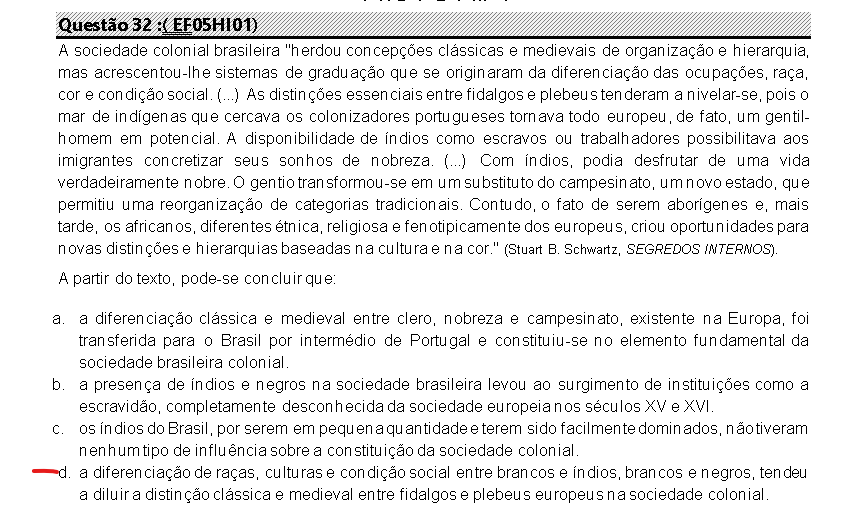 Questão 32 :( EF05HI01)
A sociedade colonial brasileira "herdou concepções clássicas e medievais de organização e hierarquia,
mas acrescentou-lhe sistemas de graduação que se originaram da diferenciação das ocupações, raça,
cor e condição social. (...) As distinções essenciais entre fidalgos e plebeus tenderam a nivelar-se, pois o
mar de indígenas que cercava os colonizadores portugueses tornava todo europeu, de fato, um gentil-
homem em potencial. A disponibilidade de índios como escravos ou trabalhadores possibilitava aos
imigrantes concretizar seus sonhos de nobreza. (...) Com índios, podia desfrutar de uma vida
verdadeiramente nobre. O gentio transformou-se em um substituto do campesinato, um novo estado, que
permitiu uma reorganização de categorias tradicionais. Contudo, o fato de serem aborígenes e, mais
tarde, os africanos, diferentes étnica, religiosa e fenotipicamente dos europeus, criou oportunidades para
novas distinções e hierarquias baseadas na cultura e na cor." (Stuart B. Schwartz, SEGREDOS INTERNOS).
A partir do texto, pode-se concluir que:
a. a diferenciação clássica e medieval entre clero, nobreza e campesinato, existente na Europa, foi
transferida para o Brasil por intermédio de Portugal e constituiu-se no elemento fundamental da
sociedade brasileira colonial.
b. a presença de índios e negros na sociedade brasileira levou ao surgimento de instituições como a
escravidão, completamente desconhecida da sociedade europeia nos séculos XV e XVI.
c. os índios do Brasil, por serem em pequena quantidade e terem sido facilmente dominados, não tiveram
nenhum tipo de influência sobre a constituição da sociedade colonial.
d. a diferenciação de raças, culturas e condição social entre brancos e índios, brancos e negros, tendeu
a diluir a distinção clássica e medieval entre fidalgos e plebeus europeus na sociedade colonial.